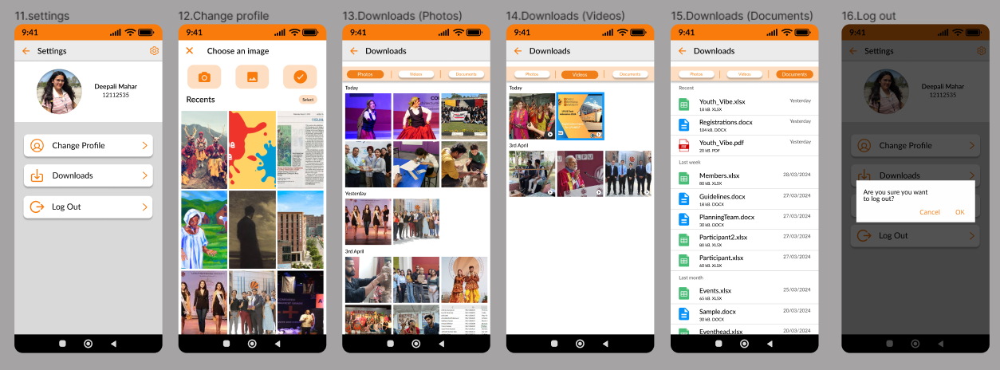 11.settings
9:41
Settings
Deepali Mahar
12112535
Change Profile
Downloads
Log Out
12.Change profile
9:41
Choose an image
Recents
Select
VISUAL
13.Downloads (Photos)
9:41
Downloads
Photos
Videos
Documents
Today
Yesterday
3rd April
14.Downloads (Videos)
9:41
Downloads
Photos
Videos
Documents
Today
3rd April
15.Downloads (Documents)
9:41
Downloads
Photos
Videos
Documents
Recent
Youth_Vibe.xlsx
Yesterday
18 kB. XLSX
Registrations.docx
Yesterday
104 kB. DOCX
Youth_Vibe.pdf
Yesterday
20 kB. PDF
Last week
Members.xlsx
28/03/2024
80 kB. XLSX
Guidelines.docx
27/03/2024
18 kB. DOCX
PlanningTeam.docx
27/03/2024
30 kB. DOCX
Participant2.xlsx
27/03/2024
80 kB. XLSX
Participant.xlsx
27/03/2024
60 kB. XLSX
Last month
Events.xlsx
25/03/2024
65 kB. XLSX
Sample.docx
20/03/2024
30 kB. DOCX
Eventhead.xlsx
20/03/2024
16.Log out
9:41
Settings
Deepali Mahar
12112535
Change Profile
Downloads
Are you sure you want
to log out?
Cancel
OK
Log Out